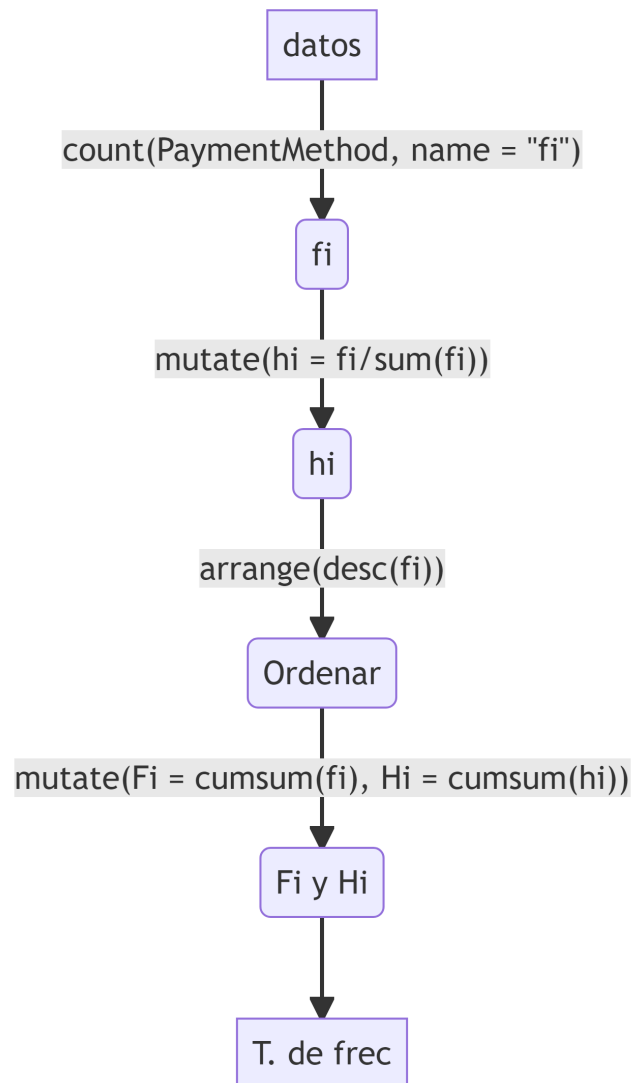 datos
count(PaymentMethod, name = "fi")
fi
mutate(hi = fi/sum(fi))
hi
arrange(desc(fi))
Ordenar
mutate(Fi = cumsum(fi), Hi = cumsum(hi))
Fi y Hi
T. de frec